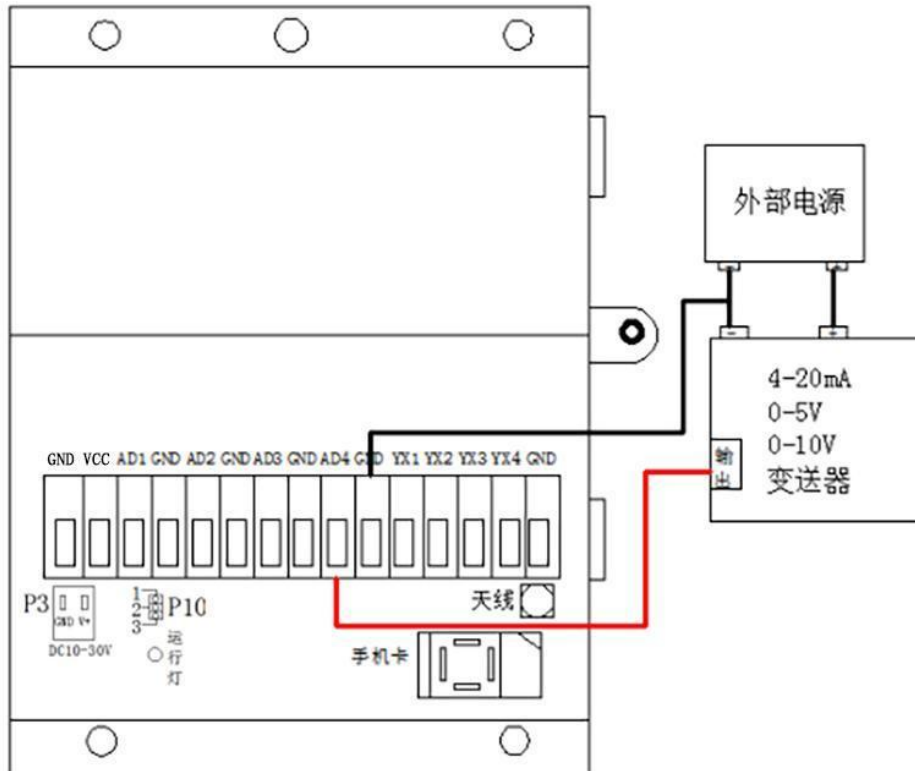 外部电源
- +
- +
4-20mA
0-5V
0-10V
变送器
输出
GND VCC AD1 GND AD2 GND AD3 GND AD4 GND YX1 YX2 YX3 YX4 GND
P3
GND V+
DC10-30V
1
2
3
P10
运行灯
天线
手机卡